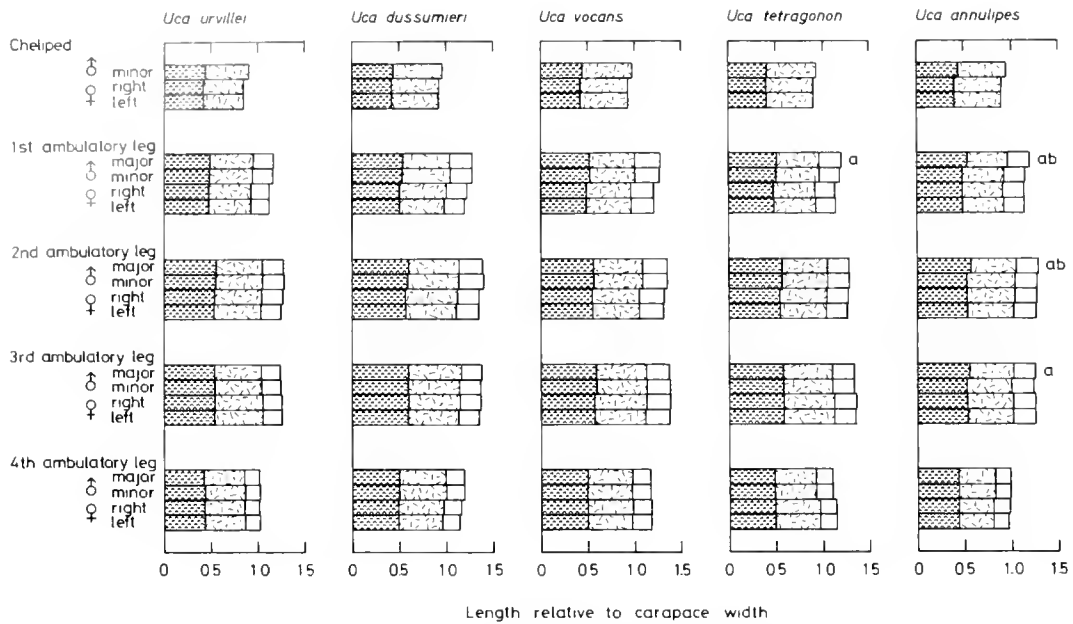 Uca urvillei Uca dussumieri Uca vocans Uca tetragonon Uca annulipes
Cheliped
♂ minor
♀ right
left
1st ambulatory leg
major a ab
♂ minor
♀ right
left
2nd ambulatory leg
major ab
♂ minor
♀ right
left
3rd ambulatory leg
major a
♂ minor
♀ right
left
4th ambulatory leg
major
♂ minor
♀ right
left
0 0.5 1.0 1.5 0 0.5 1.0 1.5 0 0.5 1.0 1.5 0 0.5 1.0 1.5 0 0.5 1.0 1.5
Length relative to carapace width